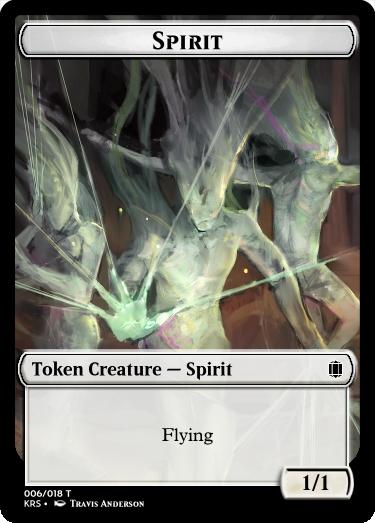 Spirit
Token Creature — Spirit
Flying
1/1
006/018 T
KRS • Travis Anderson